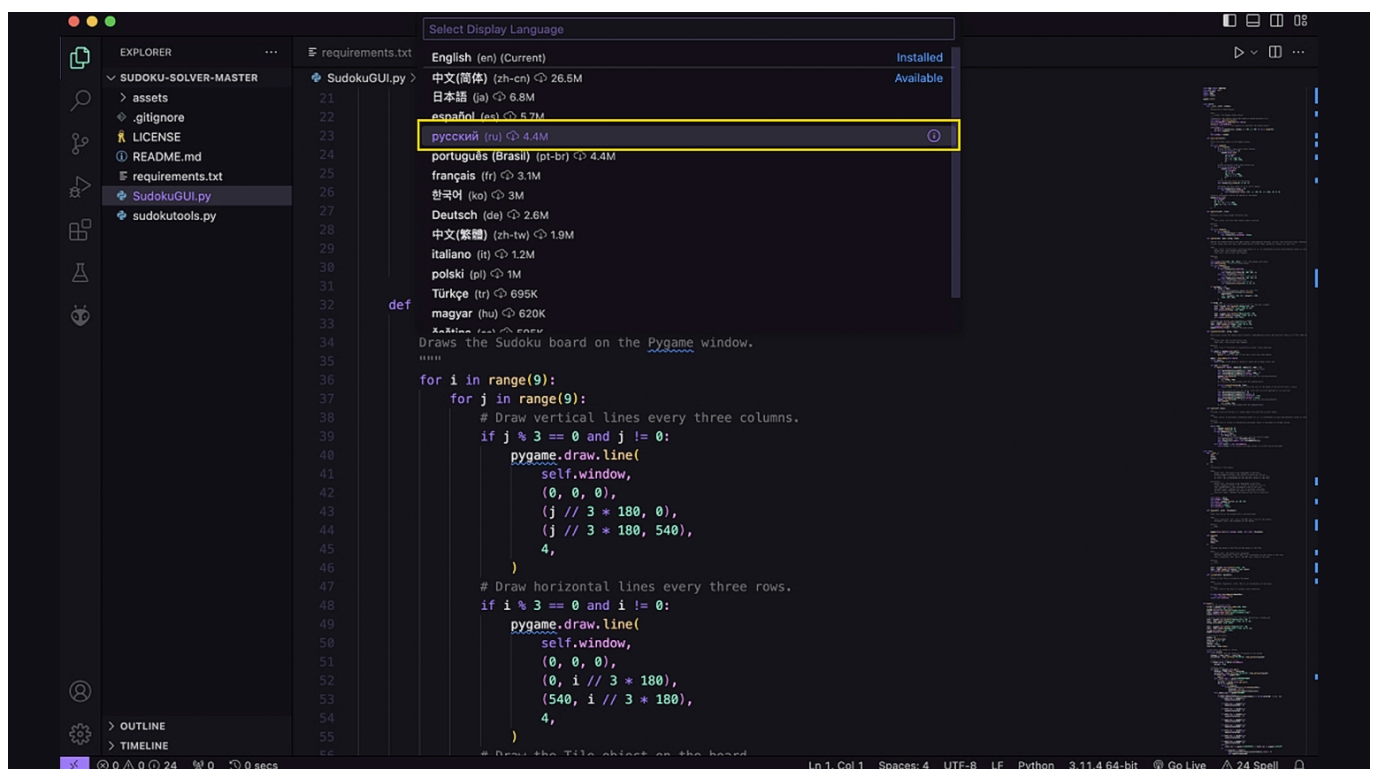 Select Display Language
English (en) (Current) Installed
中文(简体) (zh-cn) 26.5M Available
日本語 (ja) 6.8M
español (es) 5.7M
русский (ru) 4.4M
português (Brasil) (pt-br) 4.4M
français (fr) 3.1M
한국어 (ko) 3M
Deutsch (de) 2.6M
中文(繁體) (zh-tw) 1.9M
italiano (it) 1.2M
polski (pl) 1M
Türkçe (tr) 695K
magyar (hu) 620K
EXPLORER ...
SUDOKU-SOLVER-MASTER
assets
.gitignore
LICENSE
README.md
requirements.txt
SudokuGUI.py
sudokutools.py
OUTLINE
TIMELINE
requirements.txt
SudokuGUI.py >
21
22
23
24
25
26
27
28
29
30
31
32 def
33
34 Draws the Sudoku board on the Pygame window.
35 """
36 for i in range(9):
37 for j in range(9):
38 # Draw vertical lines every three columns.
39 if j % 3 == 0 and j != 0:
40 pygame.draw.line(
41 self.window,
42 (0, 0, 0),
43 (j // 3 * 180, 0),
44 (j // 3 * 180, 540),
45 4,
46 )
47 # Draw horizontal lines every three rows.
48 if i % 3 == 0 and i != 0:
49 pygame.draw.line(
50 self.window,
51 (0, 0, 0),
52 (0, i // 3 * 180),
53 (540, i // 3 * 180),
54 4,
55 )
56 # Draw the Tile object on the board
0 0 24 0 0 secs Ln 1, Col 1 Spaces: 4 UTF-8 LF Python 3.11.4 64-bit Go Live 24 Spell